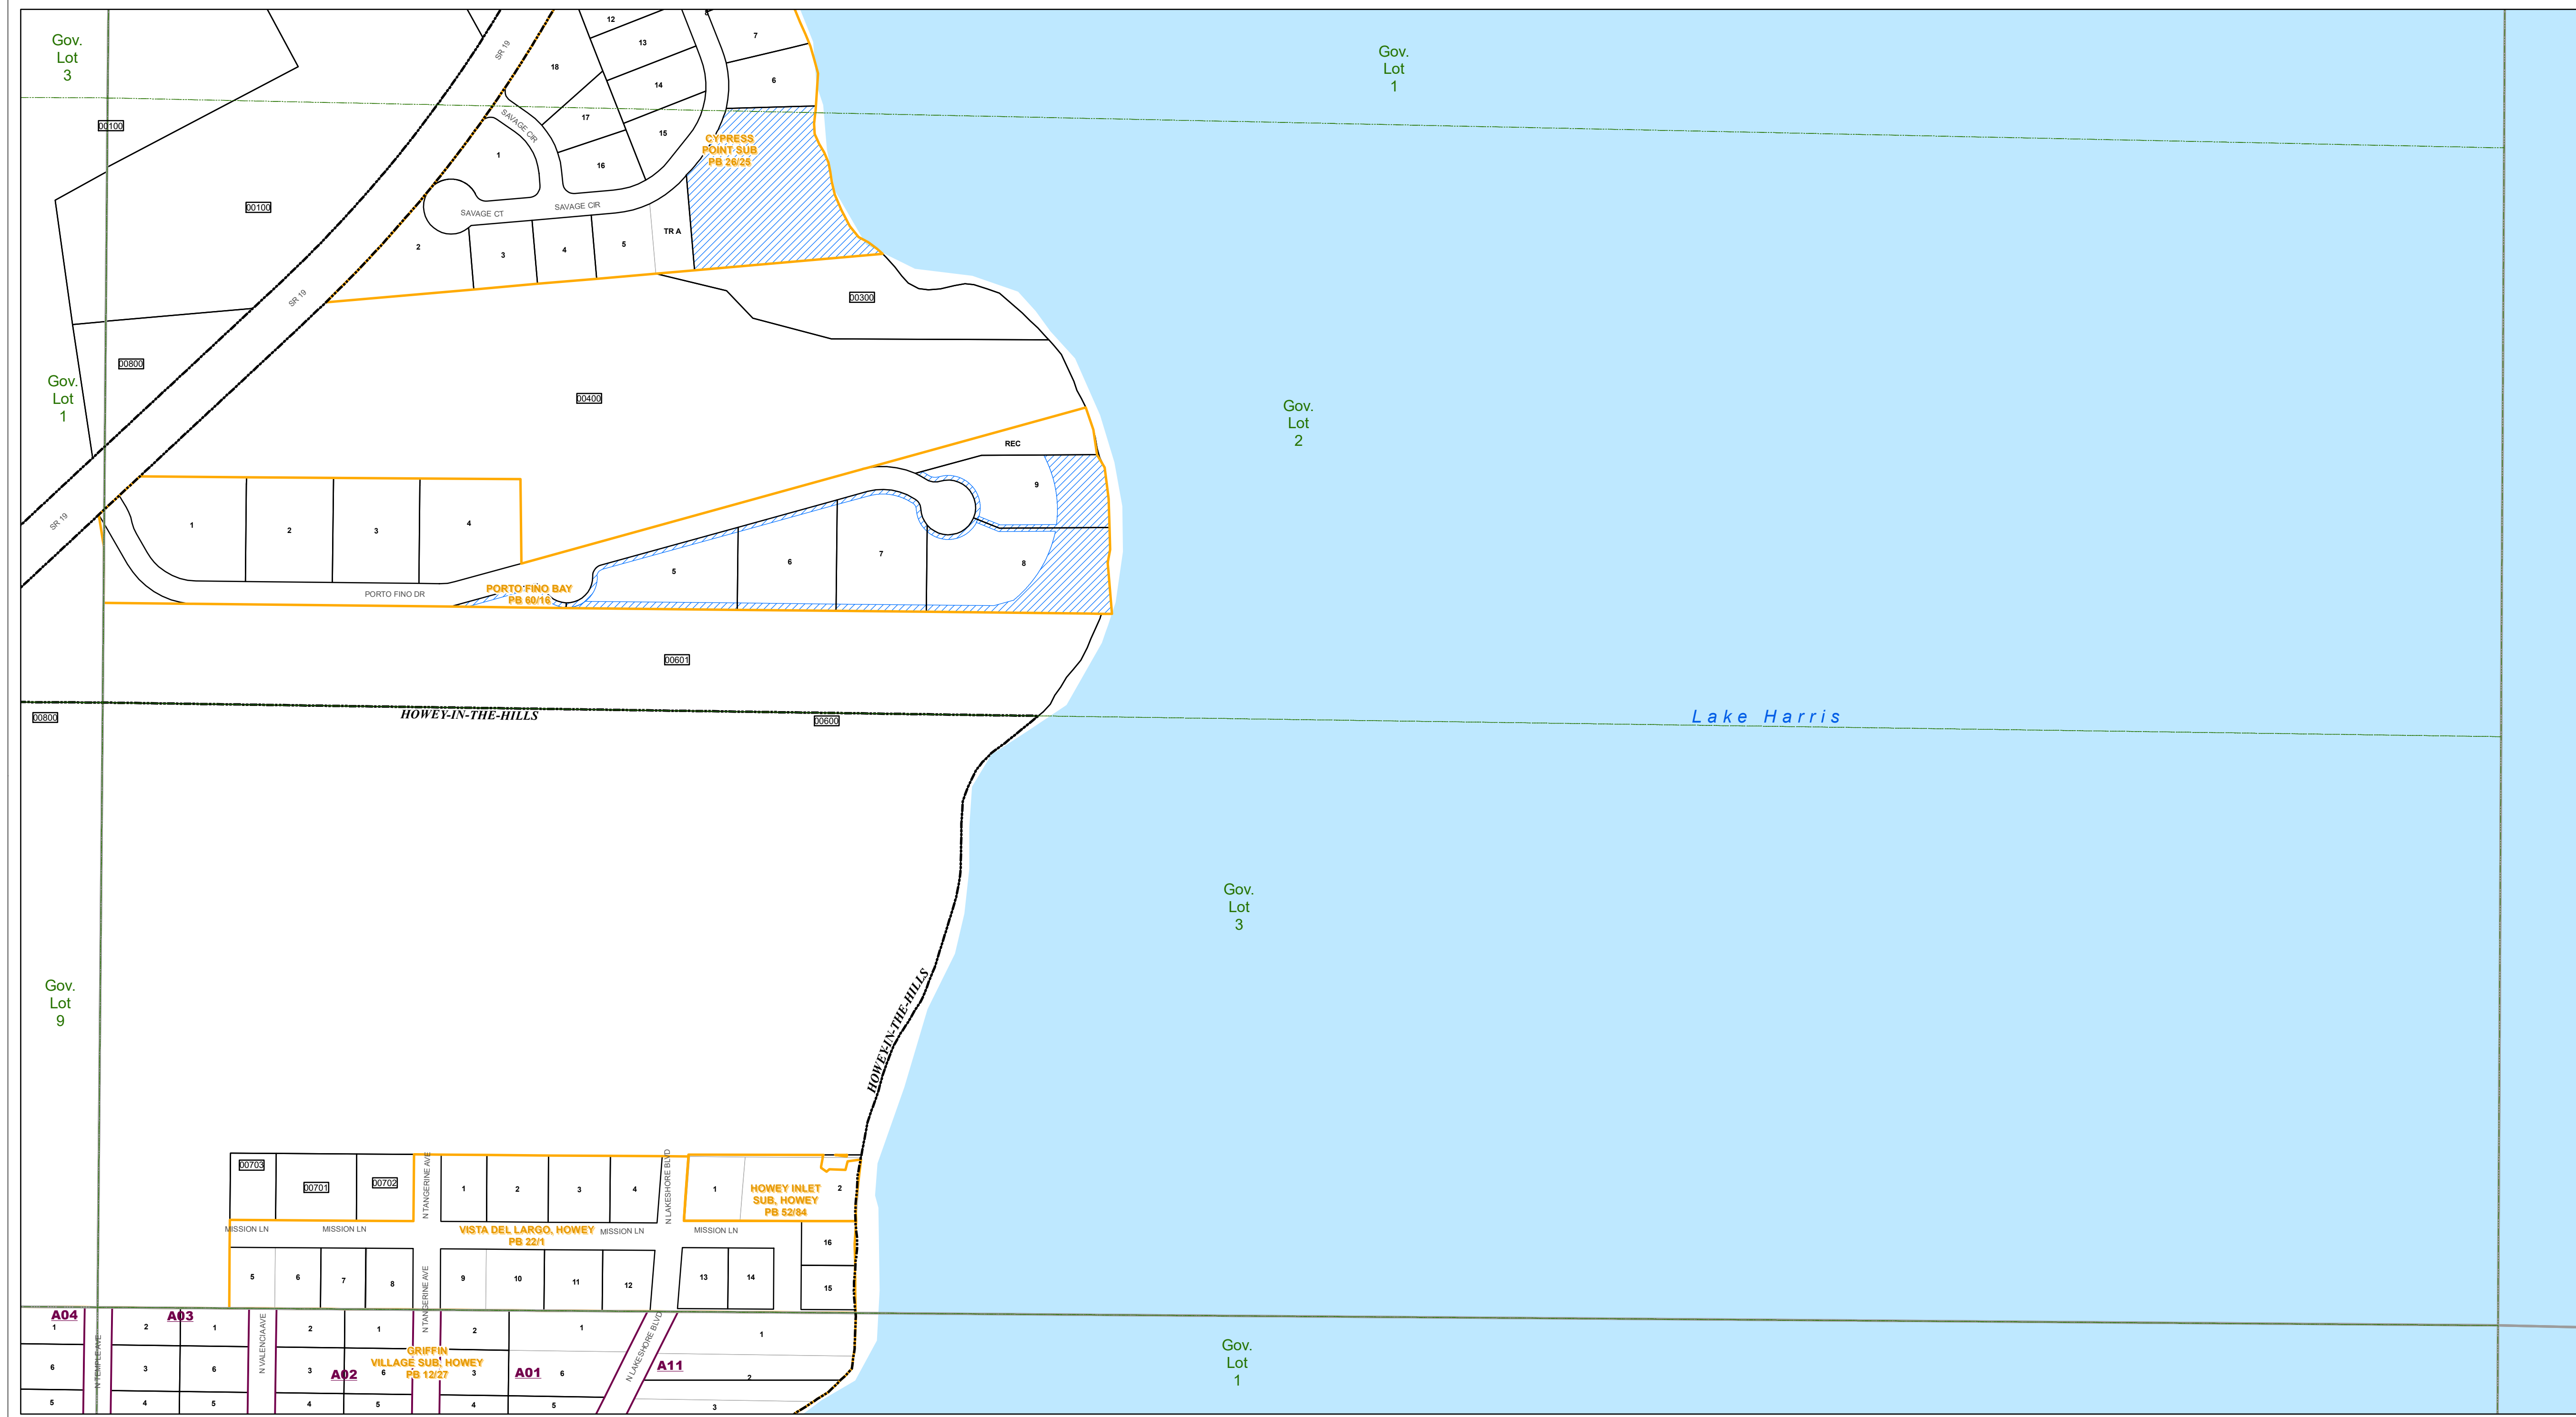 Gov.
Lot
3
SR 19
12
13
8
7
Gov.
Lot
1
18
14
6
00100
17
SAVAGE CIR
15
CYPRESS
POINT SUB
PB 26/25
1
16
00100
SAVAGE CT
SAVAGE CIR
2
3
4
5
TR A
SR 19
00300
00800
Gov.
Lot
1
00400
Gov.
Lot
2
REC
9
SR 19
1
2
3
4
7
6
5
8
PORTO FINO DR
PORTO FINO BAY
PB 60/16
00601
00800
HOWEY-IN-THE-HILLS
00600
Lake Harris
Gov.
Lot
3
Gov.
Lot
9
HOWEY-IN-THE-HILLS
00703
00701
00702
N TANGERINE AVE
1
2
3
4
N LAKESHORE BLVD
1
HOWEY INLET
SUB, HOWEY
PB 52/84
2
MISSION LN
MISSION LN
VISTA DEL LARGO, HOWEY
PB 22/1
MISSION LN
MISSION LN
16
5
6
7
8
N TANGERINE AVE
9
10
11
12
13
14
15
A04
1
A03
2
1
2
1
2
1
1
N TEMPLE AVE
N VALENCIA AVE
N LAKESHORE BLVD
6
3
6
3
A02
6
GRIFFIN
VILLAGE SUB, HOWEY
PB 12/27
3
A01
6
A11
2
5
4
5
4
5
4
5
3
Gov.
Lot
1